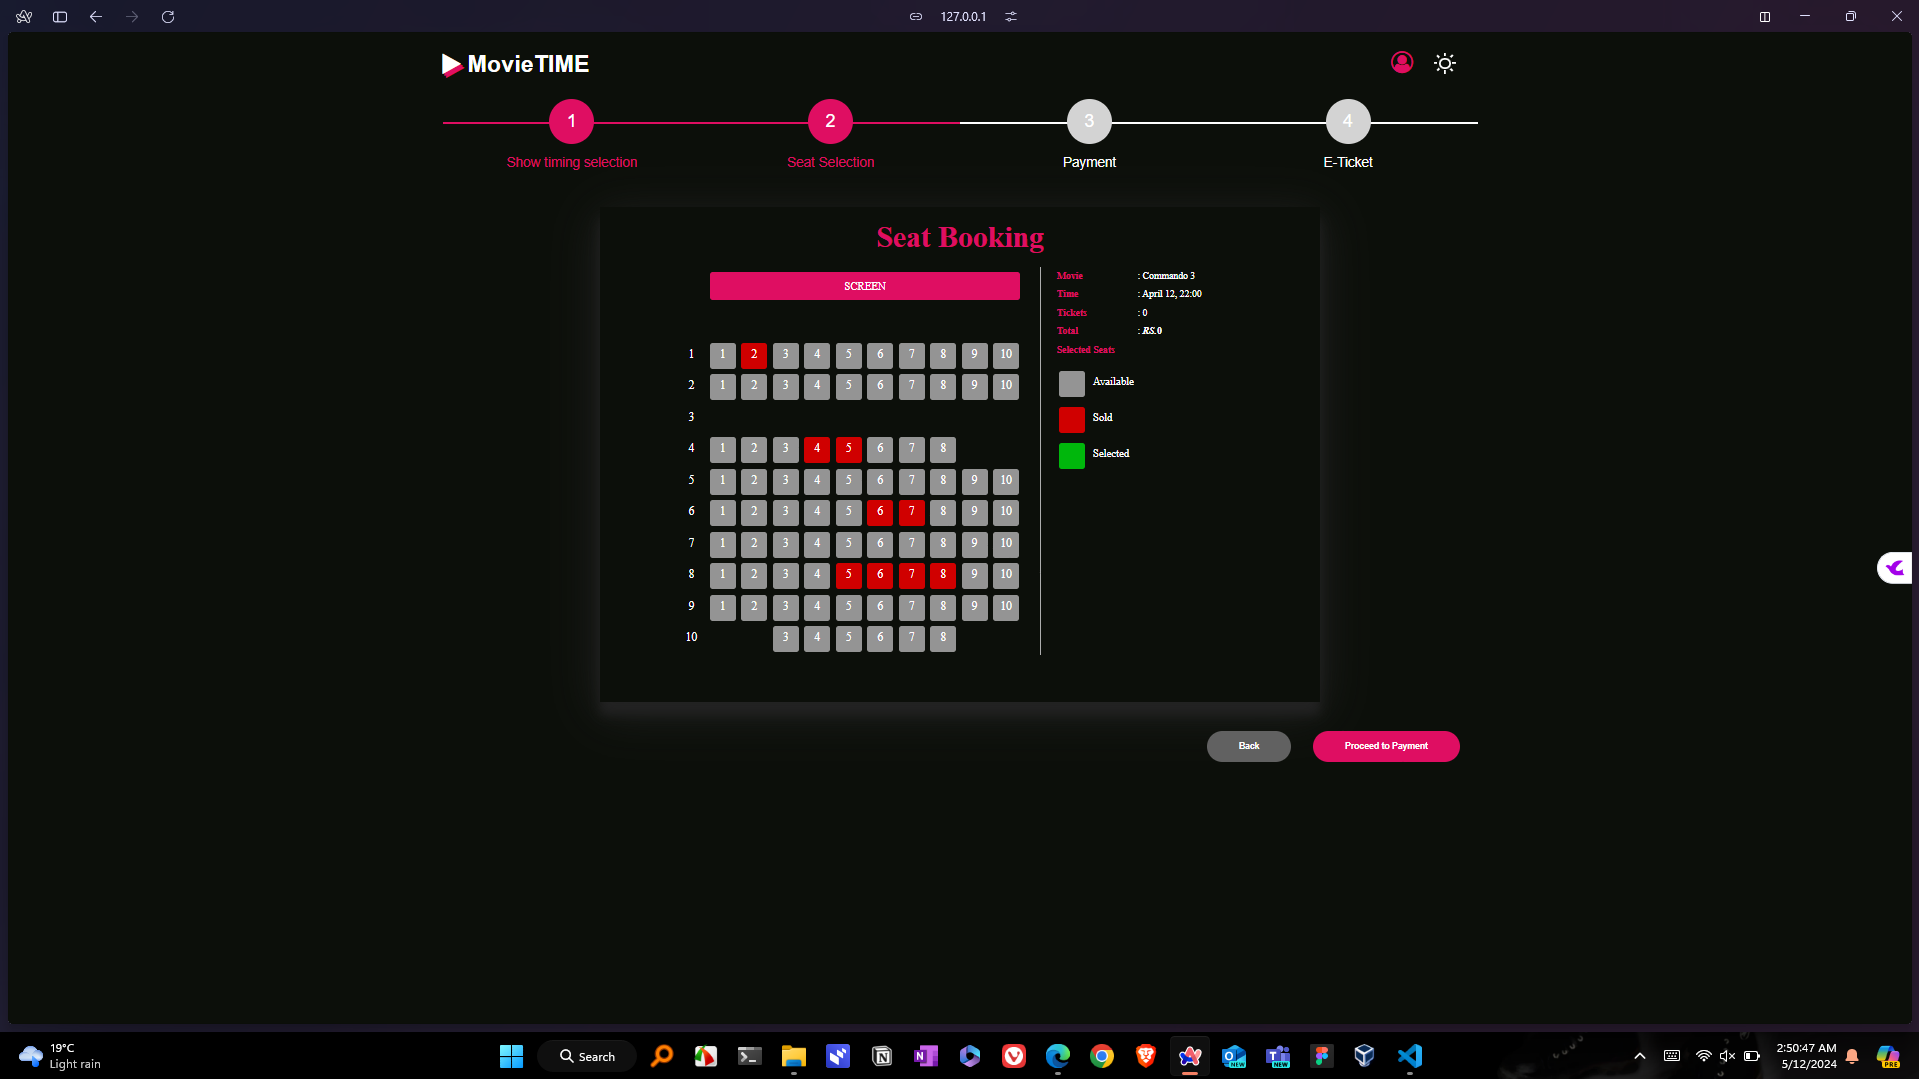 127.0.0.1
MovieTIME
1 2 3 4
Show timing selection Seat Selection Payment E-Ticket
Seat Booking
SCREEN
1 1 2 3 4 5 6 7 8 9 10
2 1 2 3 4 5 6 7 8 9 10
3
4 1 2 3 4 5 6 7 8
5 1 2 3 4 5 6 7 8 9 10
6 1 2 3 4 5 6 7 8 9 10
7 1 2 3 4 5 6 7 8 9 10
8 1 2 3 4 5 6 7 8 9 10
9 1 2 3 4 5 6 7 8 9 10
10 3 4 5 6 7 8
Movie : Commando 3
Time : April 12, 22:00
Tickets : 0
Total : RS.0
Selected Seats
Available
Sold
Selected
Back Proceed to Payment
19°C
Light rain
Search
2:50:47 AM
5/12/2024
NEW
NEW
PRE